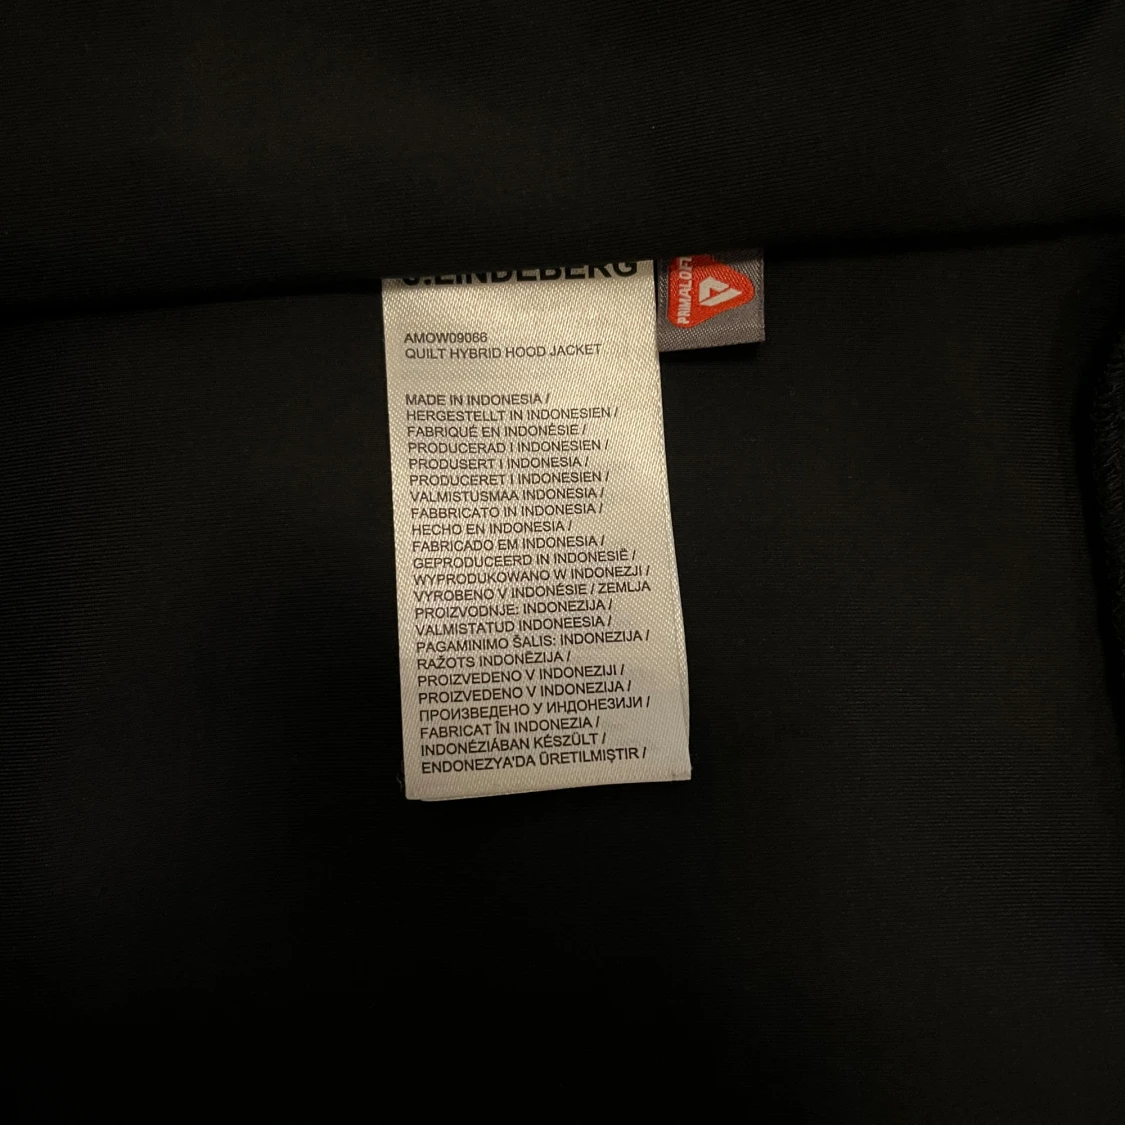 J.LINDEBERG
PRIMALOFT
AMOW09066
QUILT HYBRID HOOD JACKET
MADE IN INDONESIA /
HERGESTELLT IN INDONESIEN /
FABRIQUÉ EN INDONÉSIE /
PRODUCERAD I INDONESIEN /
PRODUSERT I INDONESIA /
PRODUCERET I INDONESIEN /
VALMISTUSMAA INDONESIA /
FABBRICATO IN INDONESIA /
HECHO EN INDONESIA /
FABRICADO EM INDONESIA /
GEPRODUCEERD IN INDONESIË /
WYPRODUKOWANO W INDONEZJI /
VYROBENO V INDONÉSIE / ZEMLJA
PROIZVODNJE: INDONEZIJA /
VALMISTATUD INDONEESIA /
PAGAMINIMO ŠALIS: INDONEZIJA /
RAŽOTS INDONĒZIJA /
PROIZVEDENO V INDONEZIJI /
PROIZVEDENO V INDONEZIJA /
ПРОИЗВЕДЕНО У ИНДОНЕЗИЈИ /
FABRICAT ÎN INDONEZIA /
INDONÉZIÁBAN KÉSZÜLT /
ENDONEZYA'DA ÜRETILMIŞTIR /